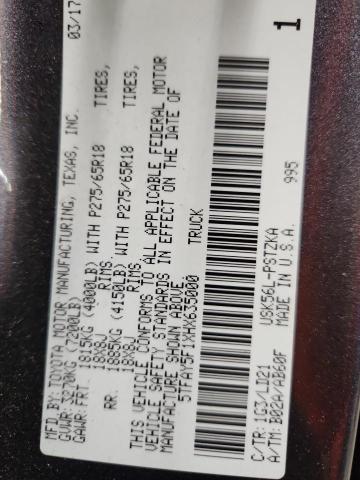 MFD.BY: TOYOTA MOTOR MANUFACTURING, TEXAS, INC. 03/17
GVWR: 3270KG (7200LB)
GAWR: FRT. 1815KG (4000LB) WITH P275/65R18 TIRES,
18X8J RIMS,
RR. 1885KG (4150LB) WITH P275/65R18 TIRES,
18X8J RIMS,
THIS VEHICLE CONFORMS TO ALL APPLICABLE FEDERAL MOTOR
VEHICLE SAFETY STANDARDS IN EFFECT ON THE DATE OF
MANUFACTURE SHOWN ABOVE.
TRUCK
C/TR: 1G3/LD21 USK56L-PSTZKA
A/TM: B02A/AB60F MADE IN U.S.A. 995
1